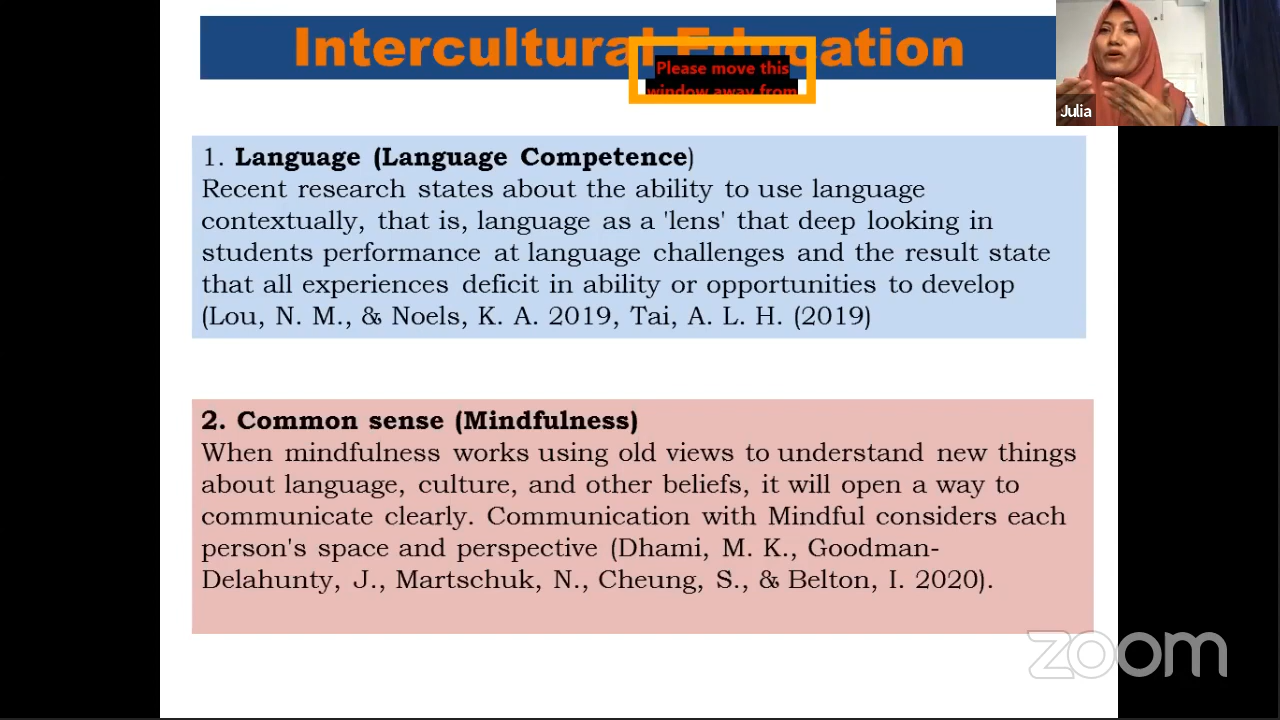 Intercultural Education
Please move this
window away from
Julia
1. Language (Language Competence)
Recent research states about the ability to use language
contextually, that is, language as a 'lens' that deep looking in
students performance at language challenges and the result state
that all experiences deficit in ability or opportunities to develop
(Lou, N. M., & Noels, K. A. 2019, Tai, A. L. H. (2019)
2. Common sense (Mindfulness)
When mindfulness works using old views to understand new things
about language, culture, and other beliefs, it will open a way to
communicate clearly. Communication with Mindful considers each
person's space and perspective (Dhami, M. K., Goodman-
Delahunty, J., Martschuk, N., Cheung, S., & Belton, I. 2020).
zoom